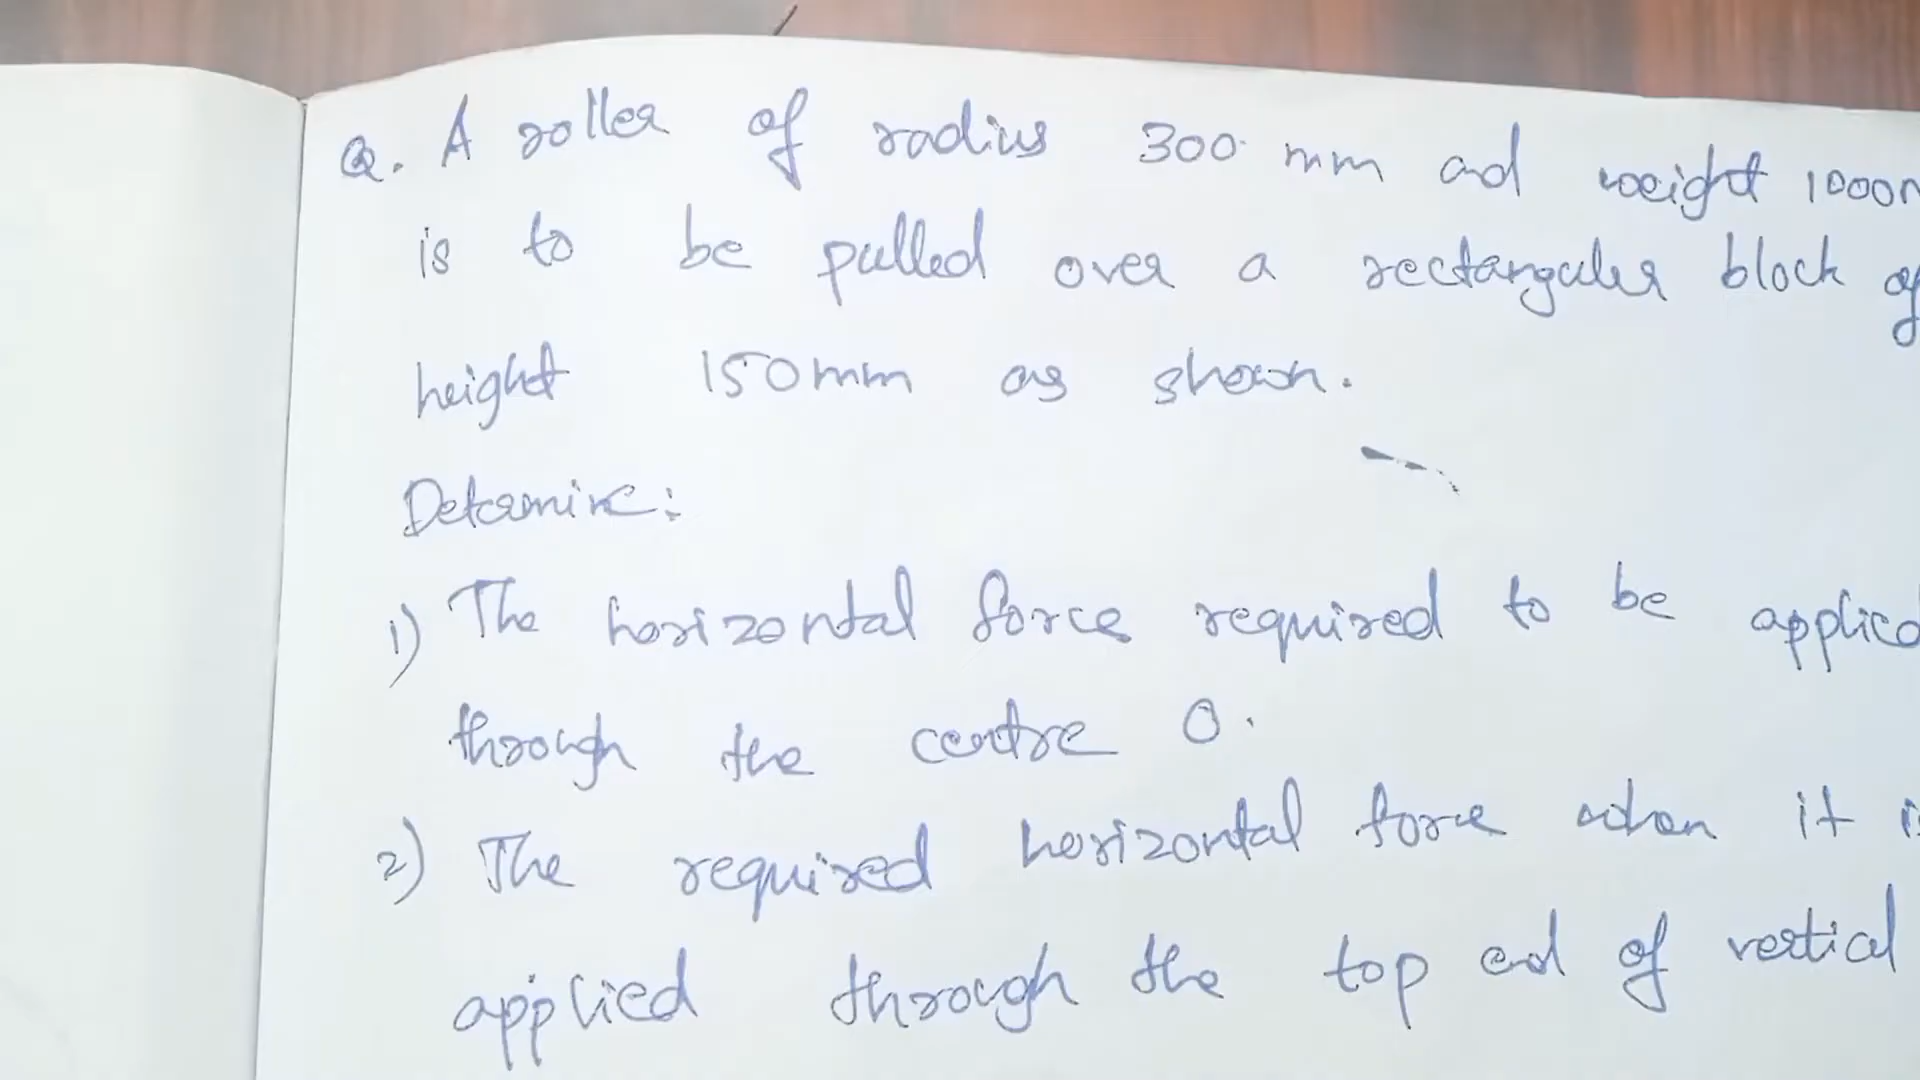 Q. A roller of radius 300 mm ad weight 1000N
is to be pulled over a rectangular block of
height 150mm as shown.
Determine:
1) The horizontal force required to be applied
through the centre O.
2) The required horizontal force when it is
applied through the top end of vertical